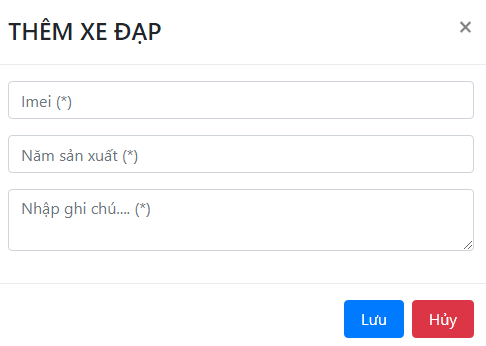 THÊM XE ĐẠP
×
Imei (*)
Năm sản xuất (*)
Nhập ghi chú.... (*)
Lưu
Hủy